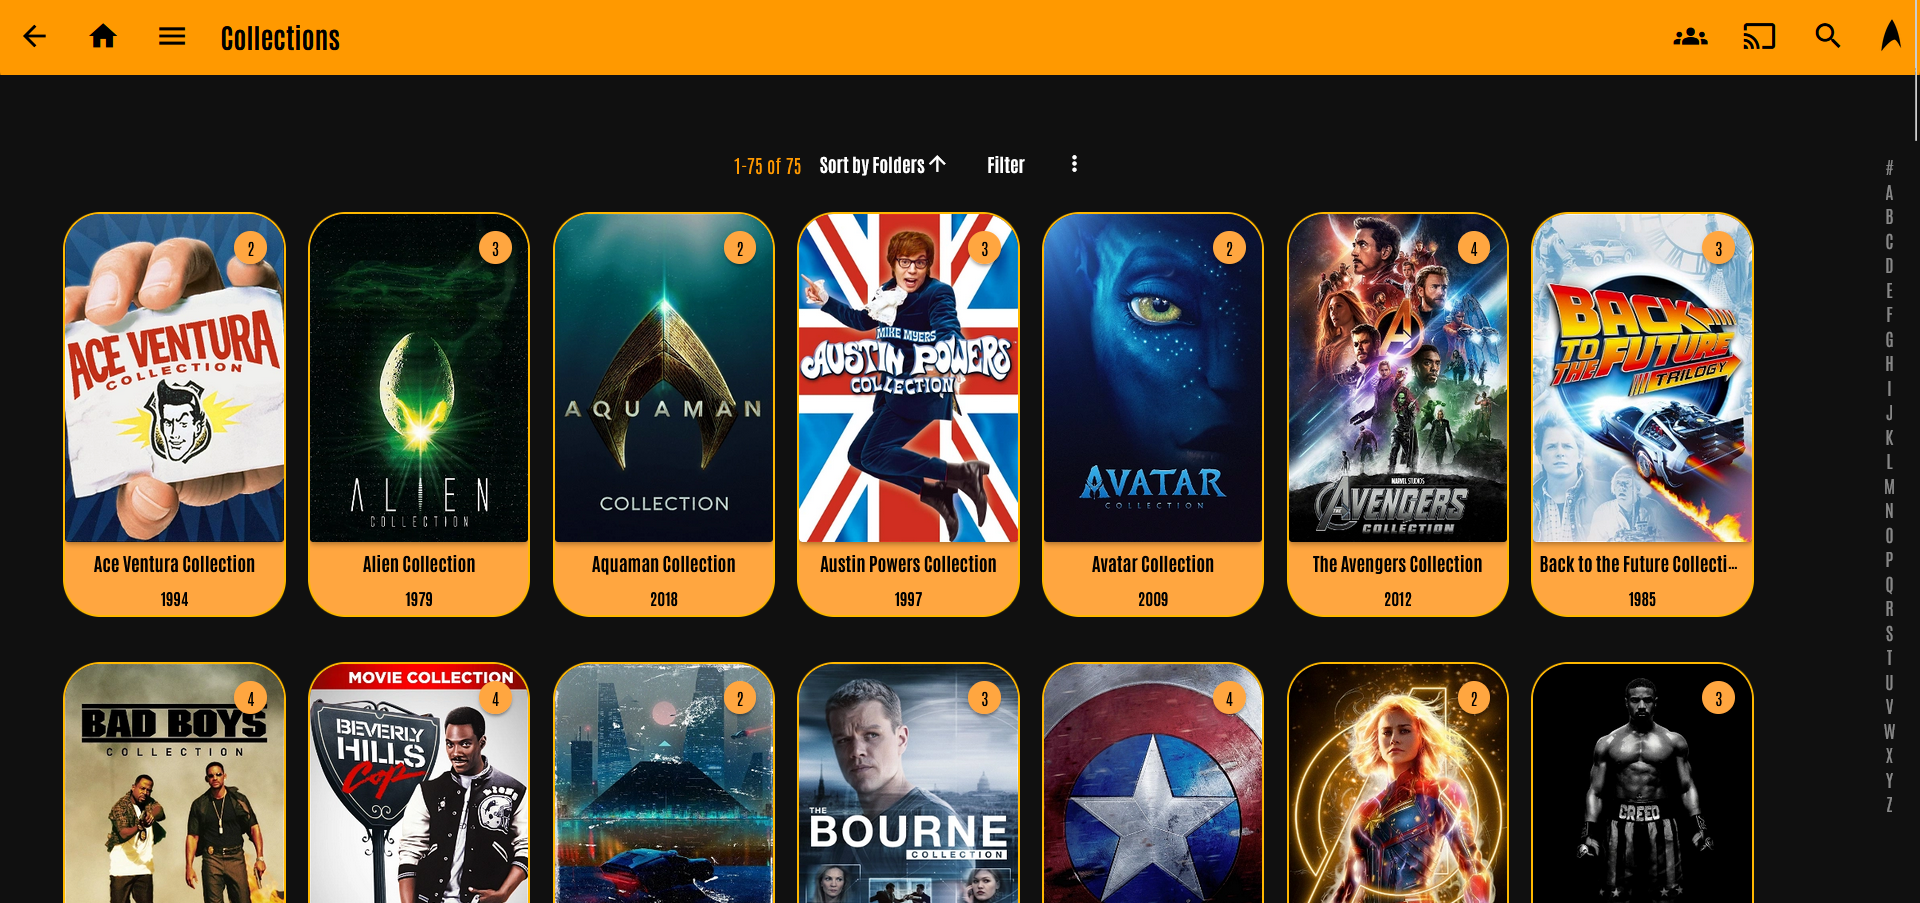 Collections
1-75 of 75
Sort by Folders
Filter
#
A
B
C
D
E
F
G
H
I
J
K
L
M
N
O
P
Q
R
S
T
U
V
W
X
Y
Z
2
ACE VENTURA
COLLECTION
Ace Ventura Collection
1994
3
ALIEN
COLLECTION
Alien Collection
1979
2
AQUAMAN
COLLECTION
Aquaman Collection
2018
3
MIKE MYERS
AUSTIN POWERS
COLLECTION
Austin Powers Collection
1997
2
AVATAR
COLLECTION
Avatar Collection
2009
4
A
MARVEL STUDIOS
THE AVENGERS
COLLECTION
The Avengers Collection
2012
3
BACK
TO THE FUTURE
TRILOGY
Back to the Future Collecti...
1985
4
BAD BOYS
COLLECTION
MOVIE COLLECTION
4
BEVERLY
HILLS
Cop
2
3
THE
BOURNE
COLLECTION
4
2
3
CREED